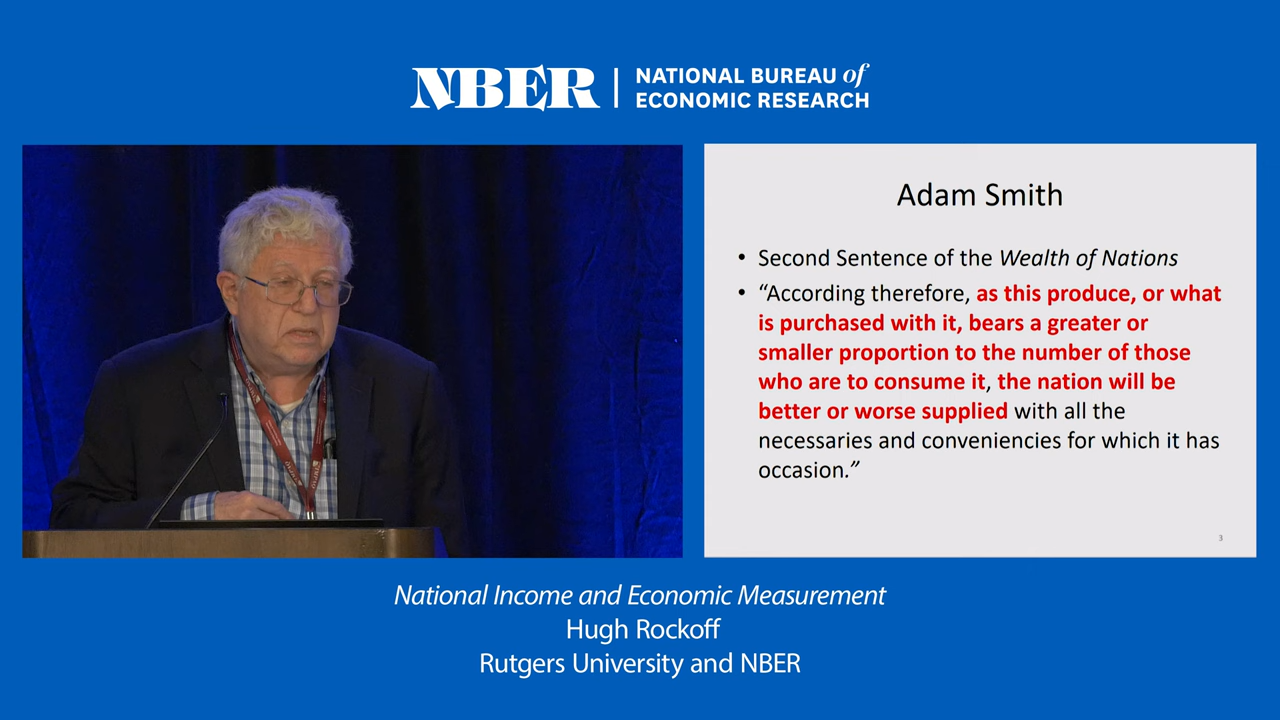 NBER | NATIONAL BUREAU of
ECONOMIC RESEARCH
Adam Smith
• Second Sentence of the Wealth of Nations
• “According therefore, as this produce, or what
is purchased with it, bears a greater or
smaller proportion to the number of those
who are to consume it, the nation will be
better or worse supplied with all the
necessaries and conveniencies for which it has
occasion.”
3
National Income and Economic Measurement
Hugh Rockoff
Rutgers University and NBER